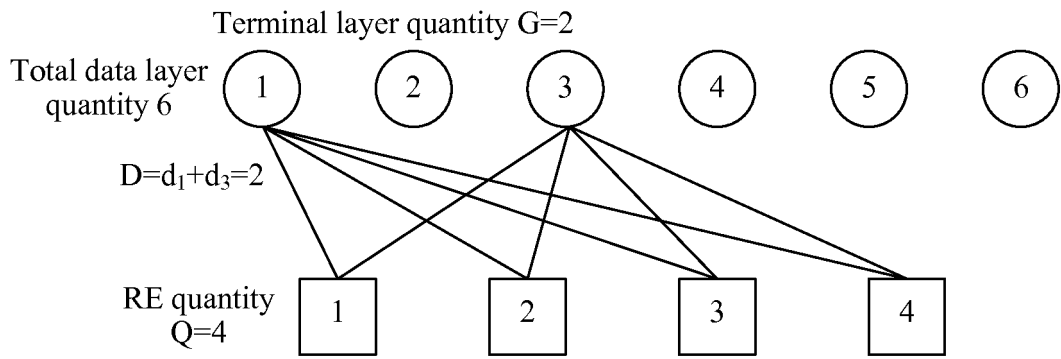 Terminal layer quantity G=2
Total data layer
quantity 6
1 2 3 4 5 6
D=d₁+d₃=2
RE quantity
Q=4
1 2 3 4